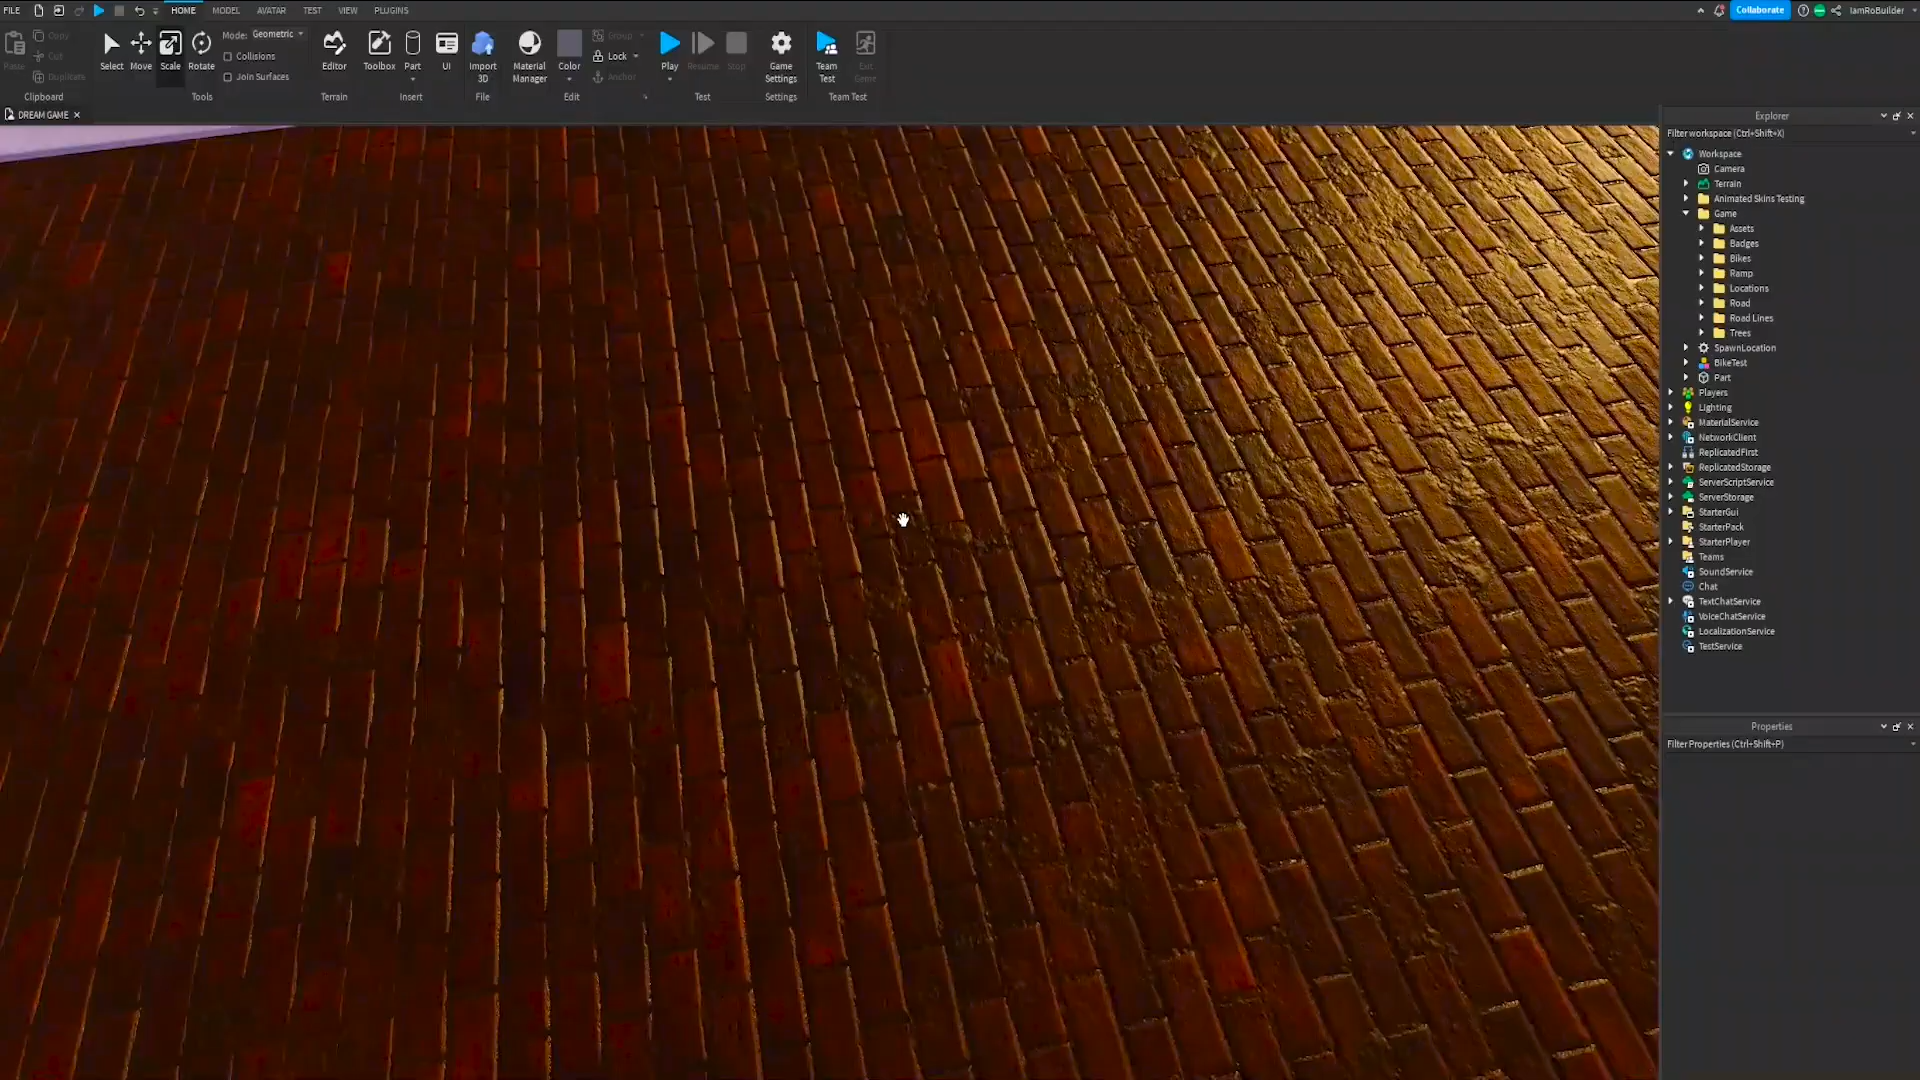 FILE HOME MODEL AVATAR TEST VIEW PLUGINS Collaborate IamRoBuilder
Paste Copy Cut Duplicate Clipboard
Select Move Scale Rotate Mode: Geometric Collisions Join Surfaces Tools
Editor Terrain
Toolbox Part UI Insert
Import 3D File
Material Manager Color Group Lock Anchor Edit
Play Resume Stop Test
Game Settings Settings
Team Test Exit Game Team Test
DREAM GAME
Explorer
Filter workspace (Ctrl+Shift+X)
Workspace
Camera
Terrain
Animated Skins Testing
Game
Assets
Badges
Bikes
Ramp
Locations
Road
Road Lines
Trees
SpawnLocation
BikeTest
Part
Players
Lighting
MaterialService
NetworkClient
ReplicatedFirst
ReplicatedStorage
ServerScriptService
ServerStorage
StarterGui
StarterPack
StarterPlayer
Teams
SoundService
Chat
TextChatService
VoiceChatService
LocalizationService
TestService
Properties
Filter Properties (Ctrl+Shift+P)